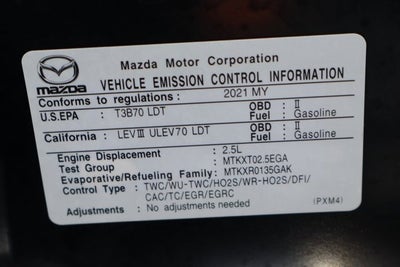 Mazda Motor Corporation
mazda VEHICLE EMISSION CONTROL INFORMATION
Conforms to regulations: 2021 MY
U.S.EPA : T3B70 LDT OBD : II
Fuel : Gasoline
California : LEVIII ULEV70 LDT OBD : II
Fuel : Gasoline
Engine Displacement : 2.5L
Test Group : MTKXT02.5EGA
Evaporative/Refueling Family: MTKXR0135GAK
Category : TWC/WU-TWC/HO2S/WR-HO2S/DFI/
CAC/TC/EGR/EGRC
Adjustments : No adjustments needed
(PXM4)